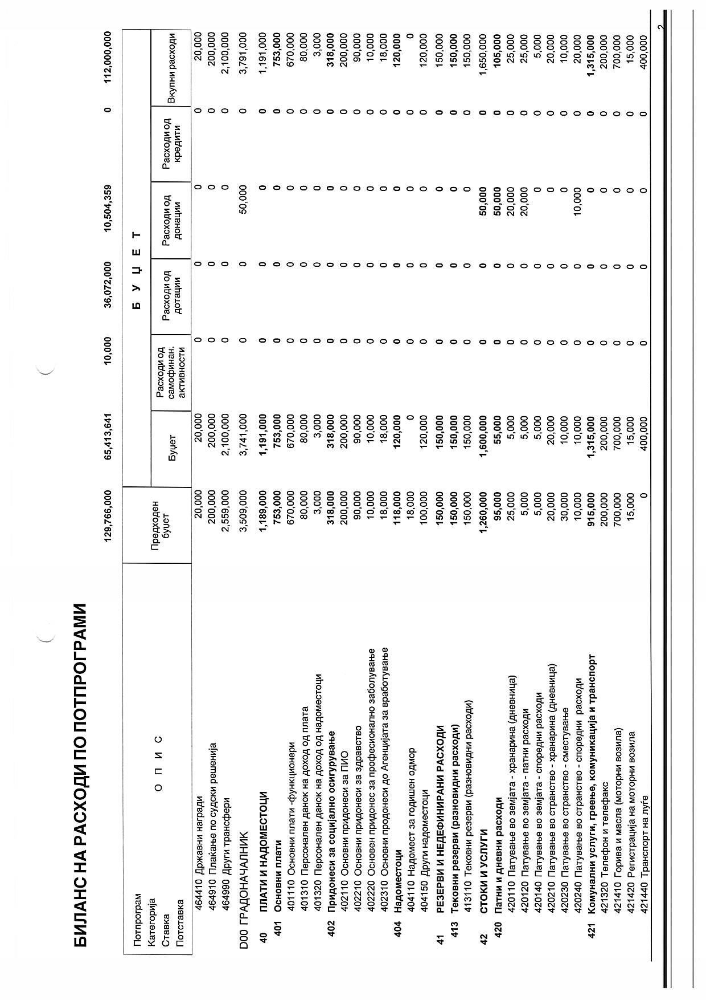 БИЛАНС НА РАСХОДИ ПО ПОТПРОГРАМИ
129,766,000 65,413,641 10,000 36,072,000 10,504,359 0 112,000,000
Потпрограм
Категорија
Ставка
Потставка
О П И С
Предходен буџет
Б У Џ Е Т
Буџет
Расходи од самофинан. активности
Расходи од дотации
Расходи од донации
Расходи од кредити
Вкупни расходи
464410 Државни награди 20,000 20,000 0 0 0 0 20,000
464910 Плаќање по судски решенија 200,000 200,000 0 0 0 0 200,000
464990 Други трансфери 2,559,000 2,100,000 0 0 0 0 2,100,000
D00 ГРАДОНАЧАЛНИК 3,509,000 3,741,000 0 0 50,000 0 3,791,000
40 ПЛАТИ И НАДОМЕСТОЦИ 1,189,000 1,191,000 0 0 0 0 1,191,000
401 Основни плати 753,000 753,000 0 0 0 0 753,000
401110 Основни плати -функционери 670,000 670,000 0 0 0 0 670,000
401310 Персонален данок на доход од плата 80,000 80,000 0 0 0 0 80,000
401320 Персонален данок на доход од надоместоци 3,000 3,000 0 0 0 0 3,000
402 Придонеси за социјално осигурување 318,000 318,000 0 0 0 0 318,000
402110 Основни придонеси за ПИО 200,000 200,000 0 0 0 0 200,000
402210 Основни придонеси за здравство 90,000 90,000 0 0 0 0 90,000
402220 Основен придонес за професионално заболување 10,000 10,000 0 0 0 0 10,000
402310 Основни продонеси до Агенцијата за вработување 18,000 18,000 0 0 0 0 18,000
404 Надоместоци 118,000 120,000 0 0 0 0 120,000
404110 Надомест за годишен одмор 18,000 0 0 0 0 0 0
404150 Други надоместоци 100,000 120,000 0 0 0 0 120,000
41 РЕЗЕРВИ И НЕДЕФИНИРАНИ РАСХОДИ 150,000 150,000 0 0 0 0 150,000
413 Тековни резерви (разновидни расходи) 150,000 150,000 0 0 0 0 150,000
413110 Тековни резерви (разновидни расходи) 150,000 150,000 0 0 0 0 150,000
42 СТОКИ И УСЛУГИ 1,260,000 1,600,000 0 0 50,000 0 1,650,000
420 Патни и дневни расходи 95,000 55,000 0 0 50,000 0 105,000
420110 Патување во земјата - хранарина (дневница) 25,000 5,000 0 0 20,000 0 25,000
420120 Патување во земјата - патни расходи 5,000 5,000 0 0 20,000 0 25,000
420140 Патување во земјата - споредни расходи 5,000 5,000 0 0 0 0 5,000
420210 Патување во странство - хранарина (дневница) 20,000 20,000 0 0 0 0 20,000
420230 Патување во странство - сместување 30,000 10,000 0 0 0 0 10,000
420240 Патување во странство - споредни расходи 10,000 10,000 0 0 10,000 0 20,000
421 Комунални услуги, греење, комуникација и транспорт 915,000 1,315,000 0 0 0 0 1,315,000
421320 Телефон и телефакс 200,000 200,000 0 0 0 0 200,000
421410 Горива и масла (моторни возила) 700,000 700,000 0 0 0 0 700,000
421420 Регистрација на моторни возила 15,000 15,000 0 0 0 0 15,000
421440 Транспорт на луѓе 0 400,000 0 0 0 0 400,000
2